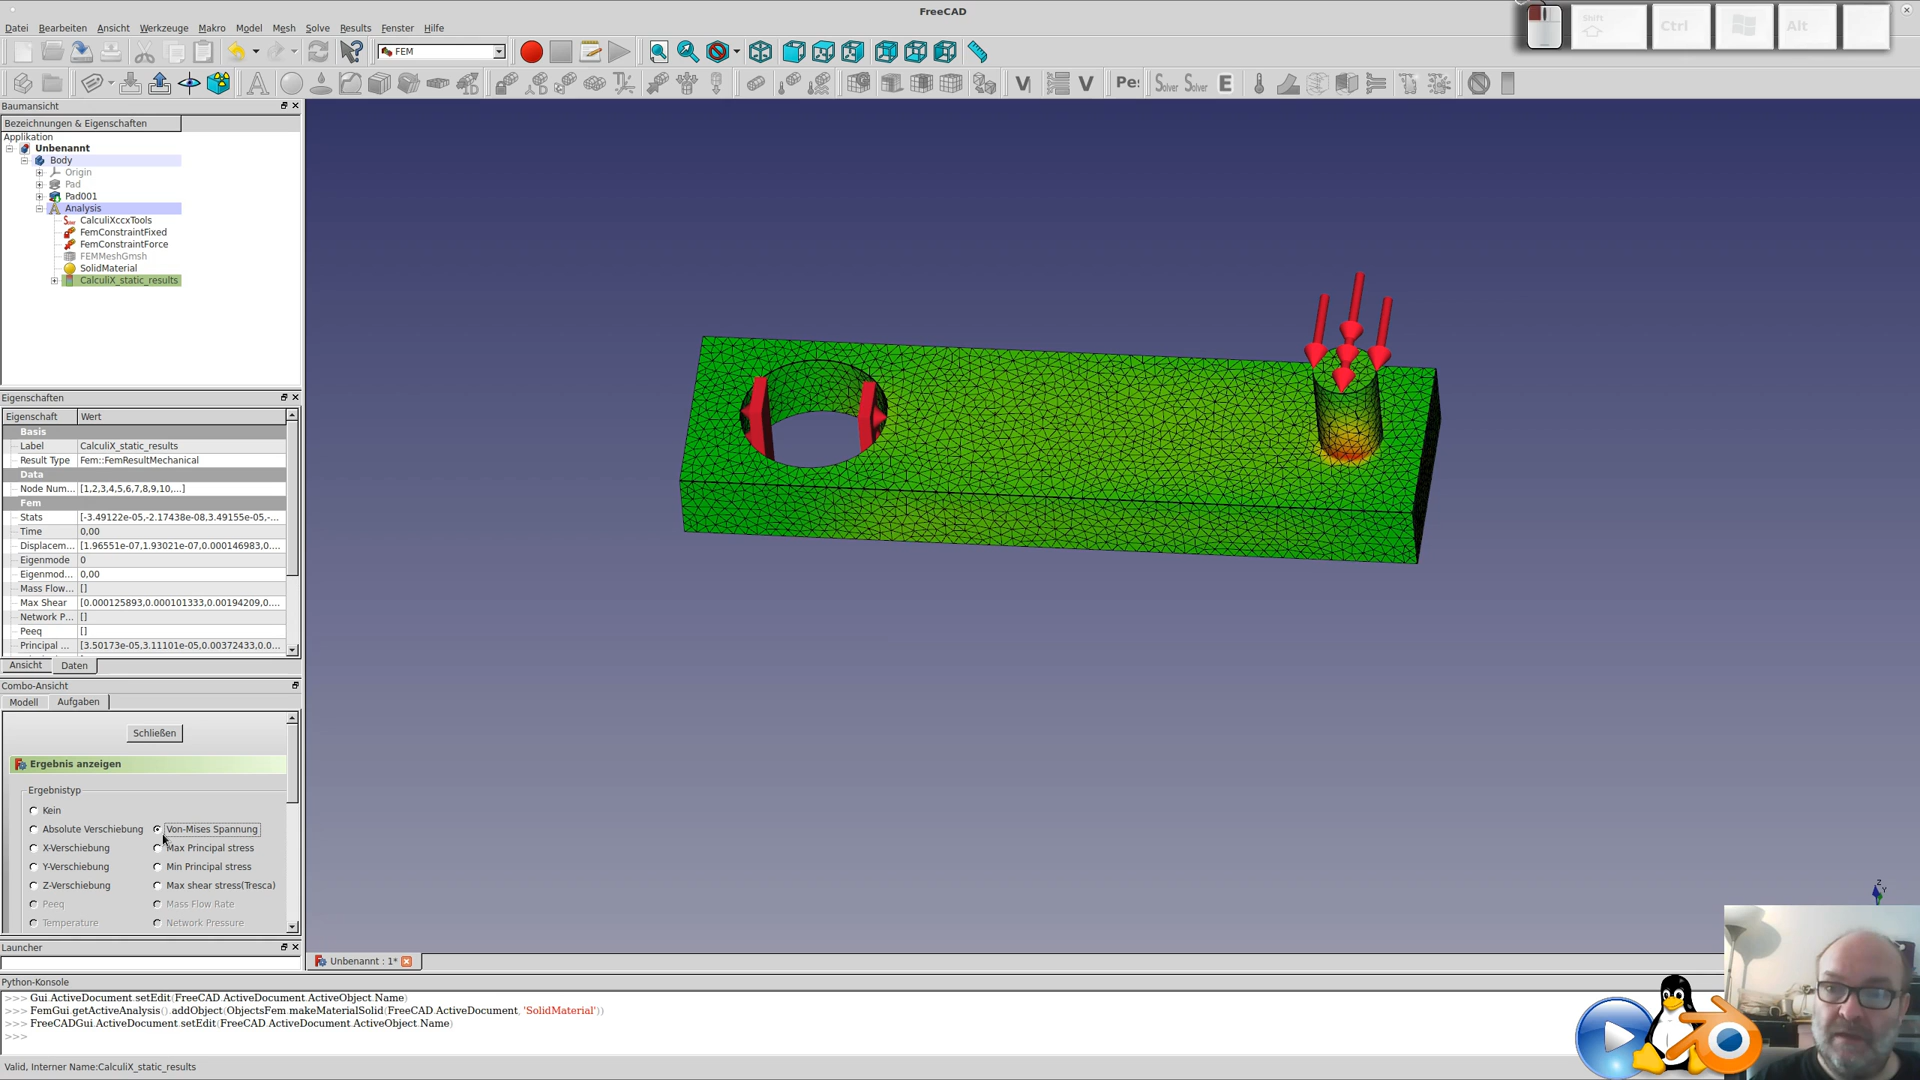 FreeCAD
Datei Bearbeiten Ansicht Werkzeuge Makro Model Mesh Solve Results Fenster Hilfe
FEM
Shift Ctrl Alt
A V V Pe: Solver Solver E
Baumansicht
Bezeichnungen & Eigenschaften
Applikation
Unbenannt
Body
Origin
Pad
Pad001
Analysis
CalculiXccxTools
FemConstraintFixed
FemConstraintForce
FEMMeshGmsh
SolidMaterial
CalculiX_static_results
Eigenschaften
Eigenschaft Wert
Basis
Label CalculiX_static_results
Result Type Fem::FemResultMechanical
Data
Node Num... [1,2,3,4,5,6,7,8,9,10,...]
Fem
Stats [-3.49122e-05,-2.17438e-08,3.49155e-05,-...
Time 0,00
Displacem... [1.96551e-07,1.93021e-07,0.000146983,0....
Eigenmode 0
Eigenmod... 0,00
Mass Flow... []
Max Shear [0.000125893,0.000101333,0.00194209,0....
Network P... []
Peeq []
Principal ... [3.50173e-05,3.11101e-05,0.00372433,0.0...
Ansicht Daten
Combo-Ansicht
Modell Aufgaben
Schließen
Ergebnis anzeigen
Ergebnistyp
Kein
Absolute Verschiebung Von-Mises Spannung
X-Verschiebung Max Principal stress
Y-Verschiebung Min Principal stress
Z-Verschiebung Max shear stress(Tresca)
Peeq Mass Flow Rate
Temperature Network Pressure
Launcher
Unbenannt : 1*
Z
Y
Python-Konsole
>>> Gui.ActiveDocument.setEdit(FreeCAD.ActiveDocument.ActiveObject.Name)
>>> FemGui.getActiveAnalysis().addObject(ObjectsFem.makeMaterialSolid(FreeCAD.ActiveDocument, 'SolidMaterial'))
>>> FreeCADGui.ActiveDocument.setEdit(FreeCAD.ActiveDocument.ActiveObject.Name)
>>>
Valid, Interner Name:CalculiX_static_results